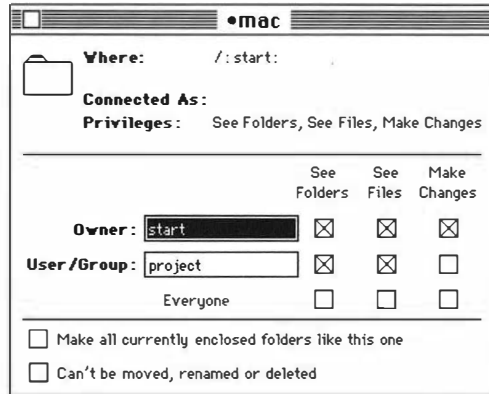 •mac
Where: /:start:
Connected As:
Privileges: See Folders, See Files, Make Changes
See Folders See Files Make Changes
Owner: start
User/Group: project
Everyone
Make all currently enclosed folders like this one
Can't be moved, renamed or deleted